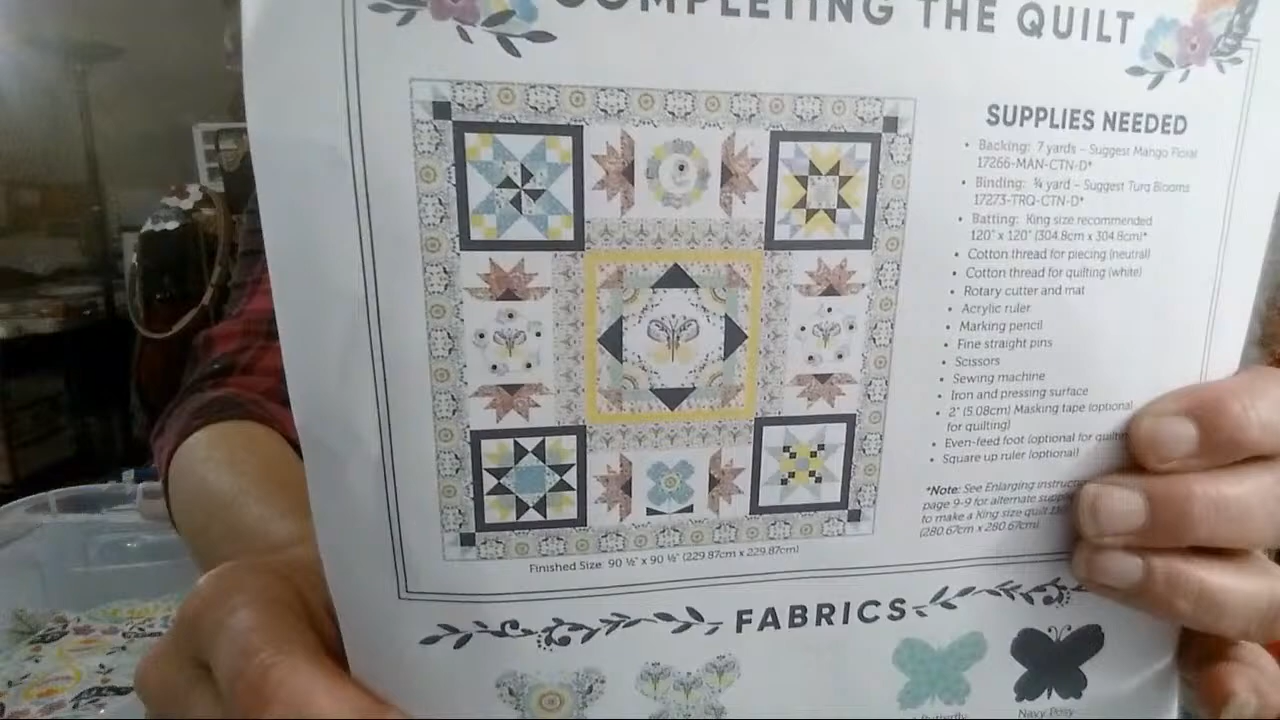 COMPLETING THE QUILT
SUPPLIES NEEDED
• Backing: 7 yards – Suggest Mango Floral
17266-MAN-CTN-D*
• Binding: ¾ yard – Suggest Turq Blooms
17273-TRQ-CTN-D*
• Batting: King size recommended
120" x 120" (304.8cm x 304.8cm)*
• Cotton thread for piecing (neutral)
• Cotton thread for quilting (white)
• Rotary cutter and mat
• Acrylic ruler
• Marking pencil
• Fine straight pins
• Scissors
• Sewing machine
• Iron and pressing surface
• 2" (5.08cm) Masking tape (optional
for quilting)
• Even-feed foot (optional for quilting
• Square up ruler (optional)
*Note: See Enlarging
page 9-9 for alternate
to make a King size quilt
(280.67cm x 280.67cm)
Finished Size: 90 ½" x 90 ½" (229.87cm x 229.87cm)
FABRICS
Butterfly
Navy Posy